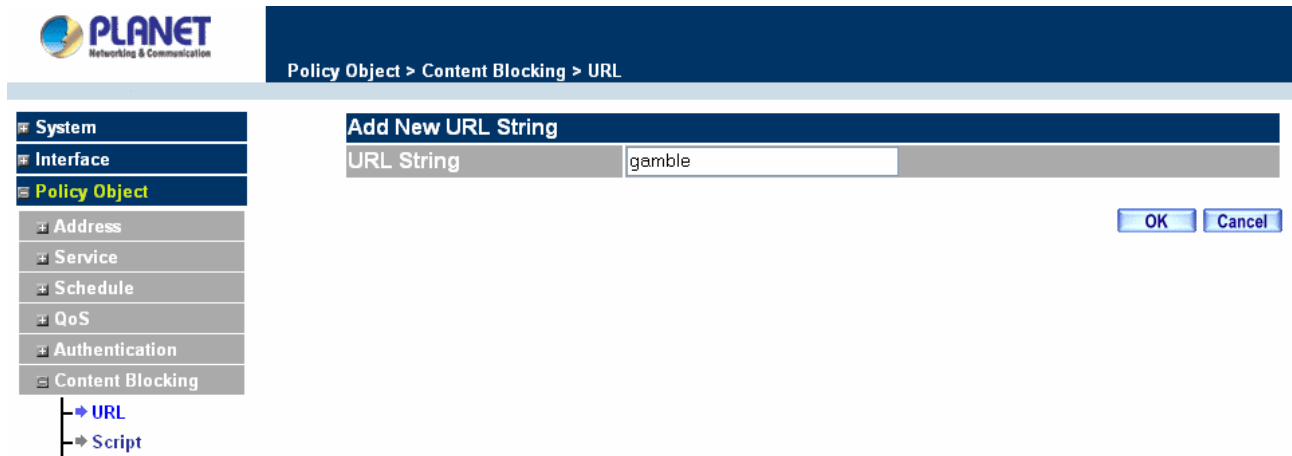 PLANET
Networking & Communication
Policy Object > Content Blocking > URL
System
Interface
Policy Object
Address
Service
Schedule
QoS
Authentication
Content Blocking
URL
Script
Add New URL String
URL String gamble
OK Cancel